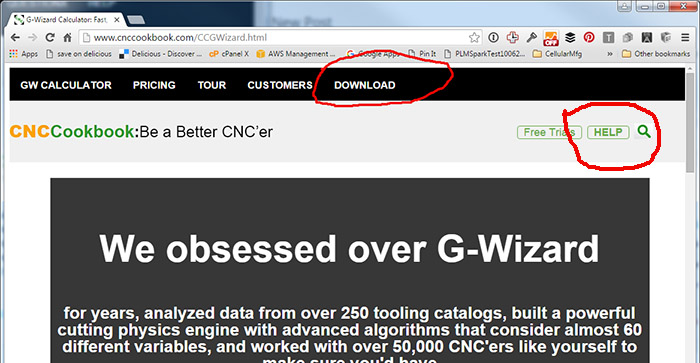 New Post
G-Wizard Calculator: Fast,
www.cnccookbook.com/CCGWizard.html
Apps save on delicious Delicious - Discover ... cPanel X AWS Management ... Google Apps Pin It PLMSparkTest10062... CellularMfg » Other bookmarks
GW CALCULATOR PRICING TOUR CUSTOMERS DOWNLOAD
CNCCookbook:Be a Better CNC'er Free Trials HELP
We obsessed over G-Wizard
for years, analyzed data from over 250 tooling catalogs, built a powerful
cutting physics engine with advanced algorithms that consider almost 60
different variables, and worked with over 50,000 CNC'ers like yourself to
make sure you'd have